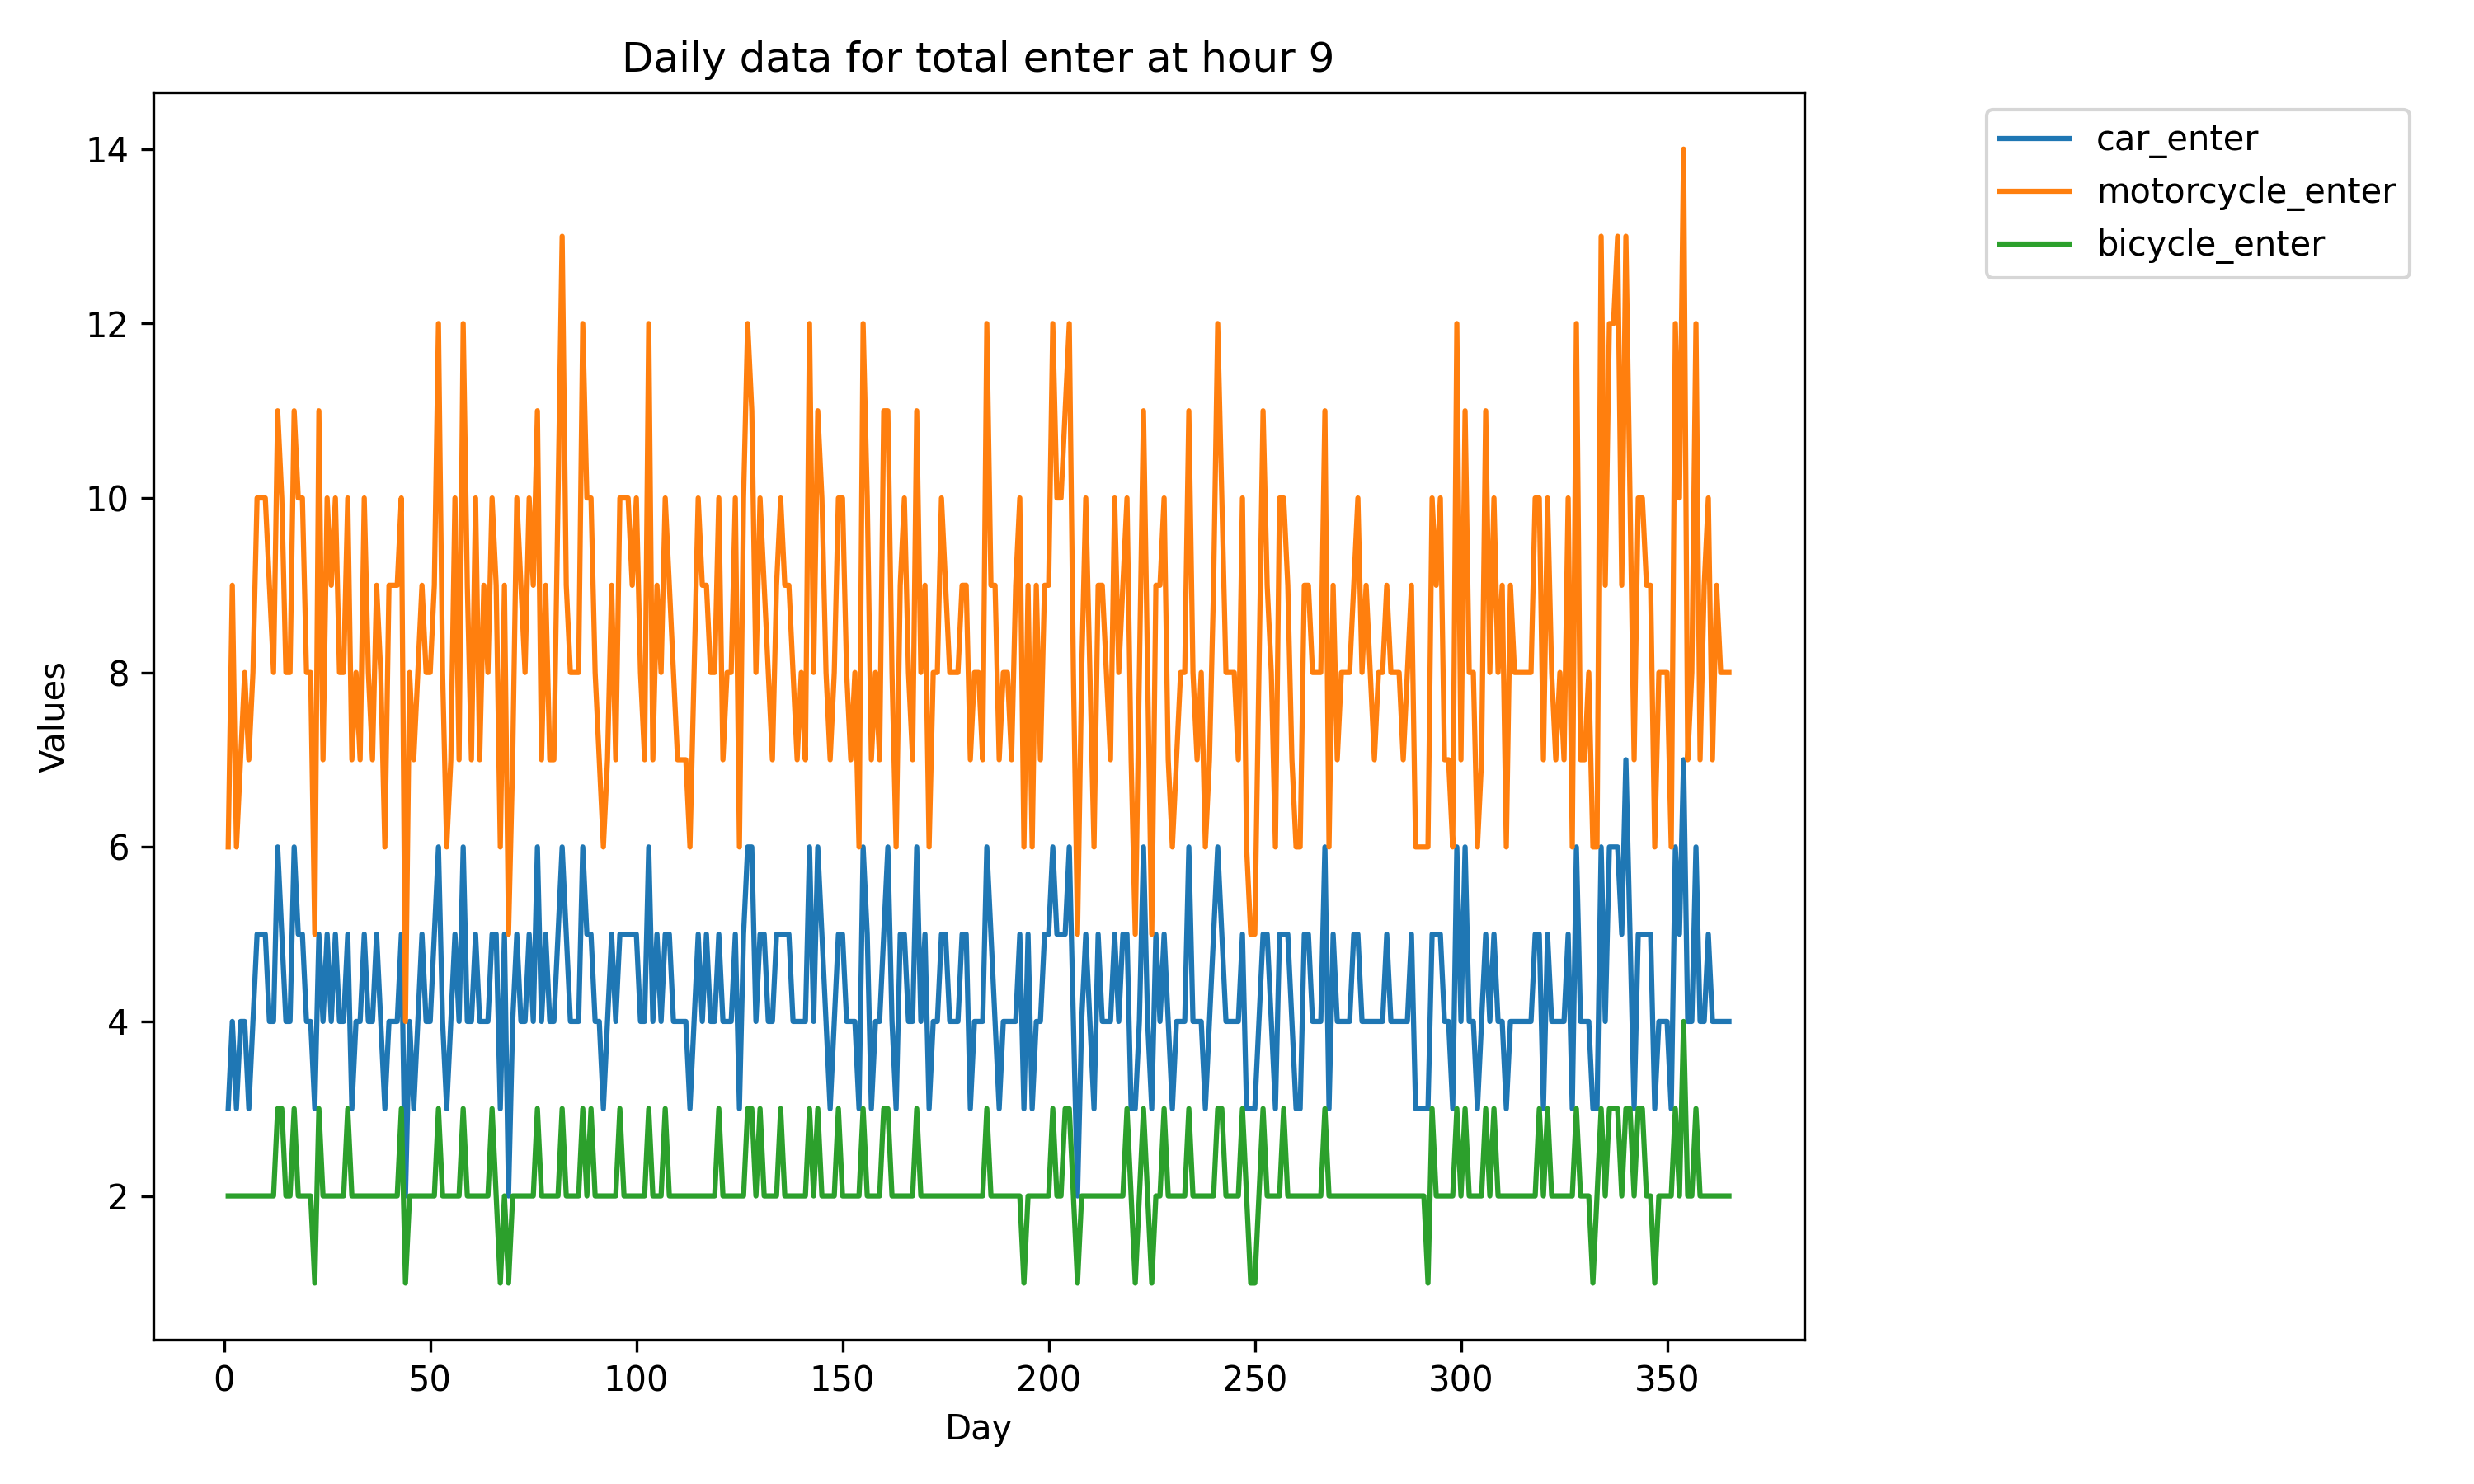 Daily data for total enter at hour 9
car_enter
motorcycle_enter
bicycle_enter
14
12
10
8
6
4
2
Values
0 50 100 150 200 250 300 350
Day